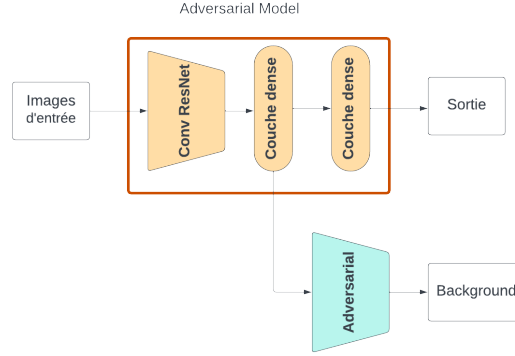 Adversarial Model
Images
d'entrée
Conv ResNet
Couche dense
Couche dense
Sortie
Adversarial
Background